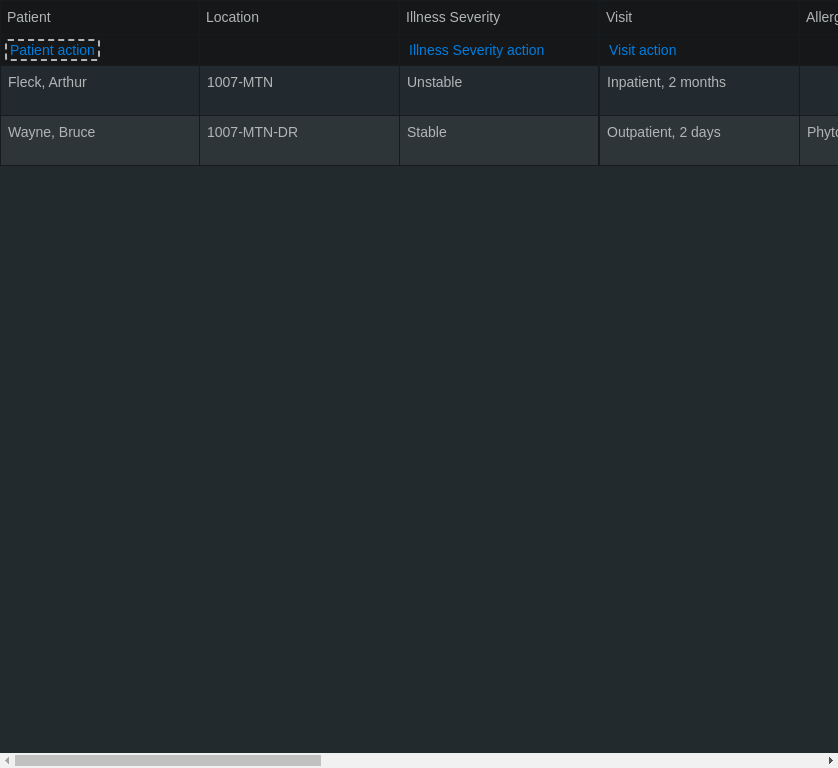 Patient Location Illness Severity Visit Allerg
Patient action Illness Severity action Visit action
Fleck, Arthur 1007-MTN Unstable Inpatient, 2 months
Wayne, Bruce 1007-MTN-DR Stable Outpatient, 2 days Phyto